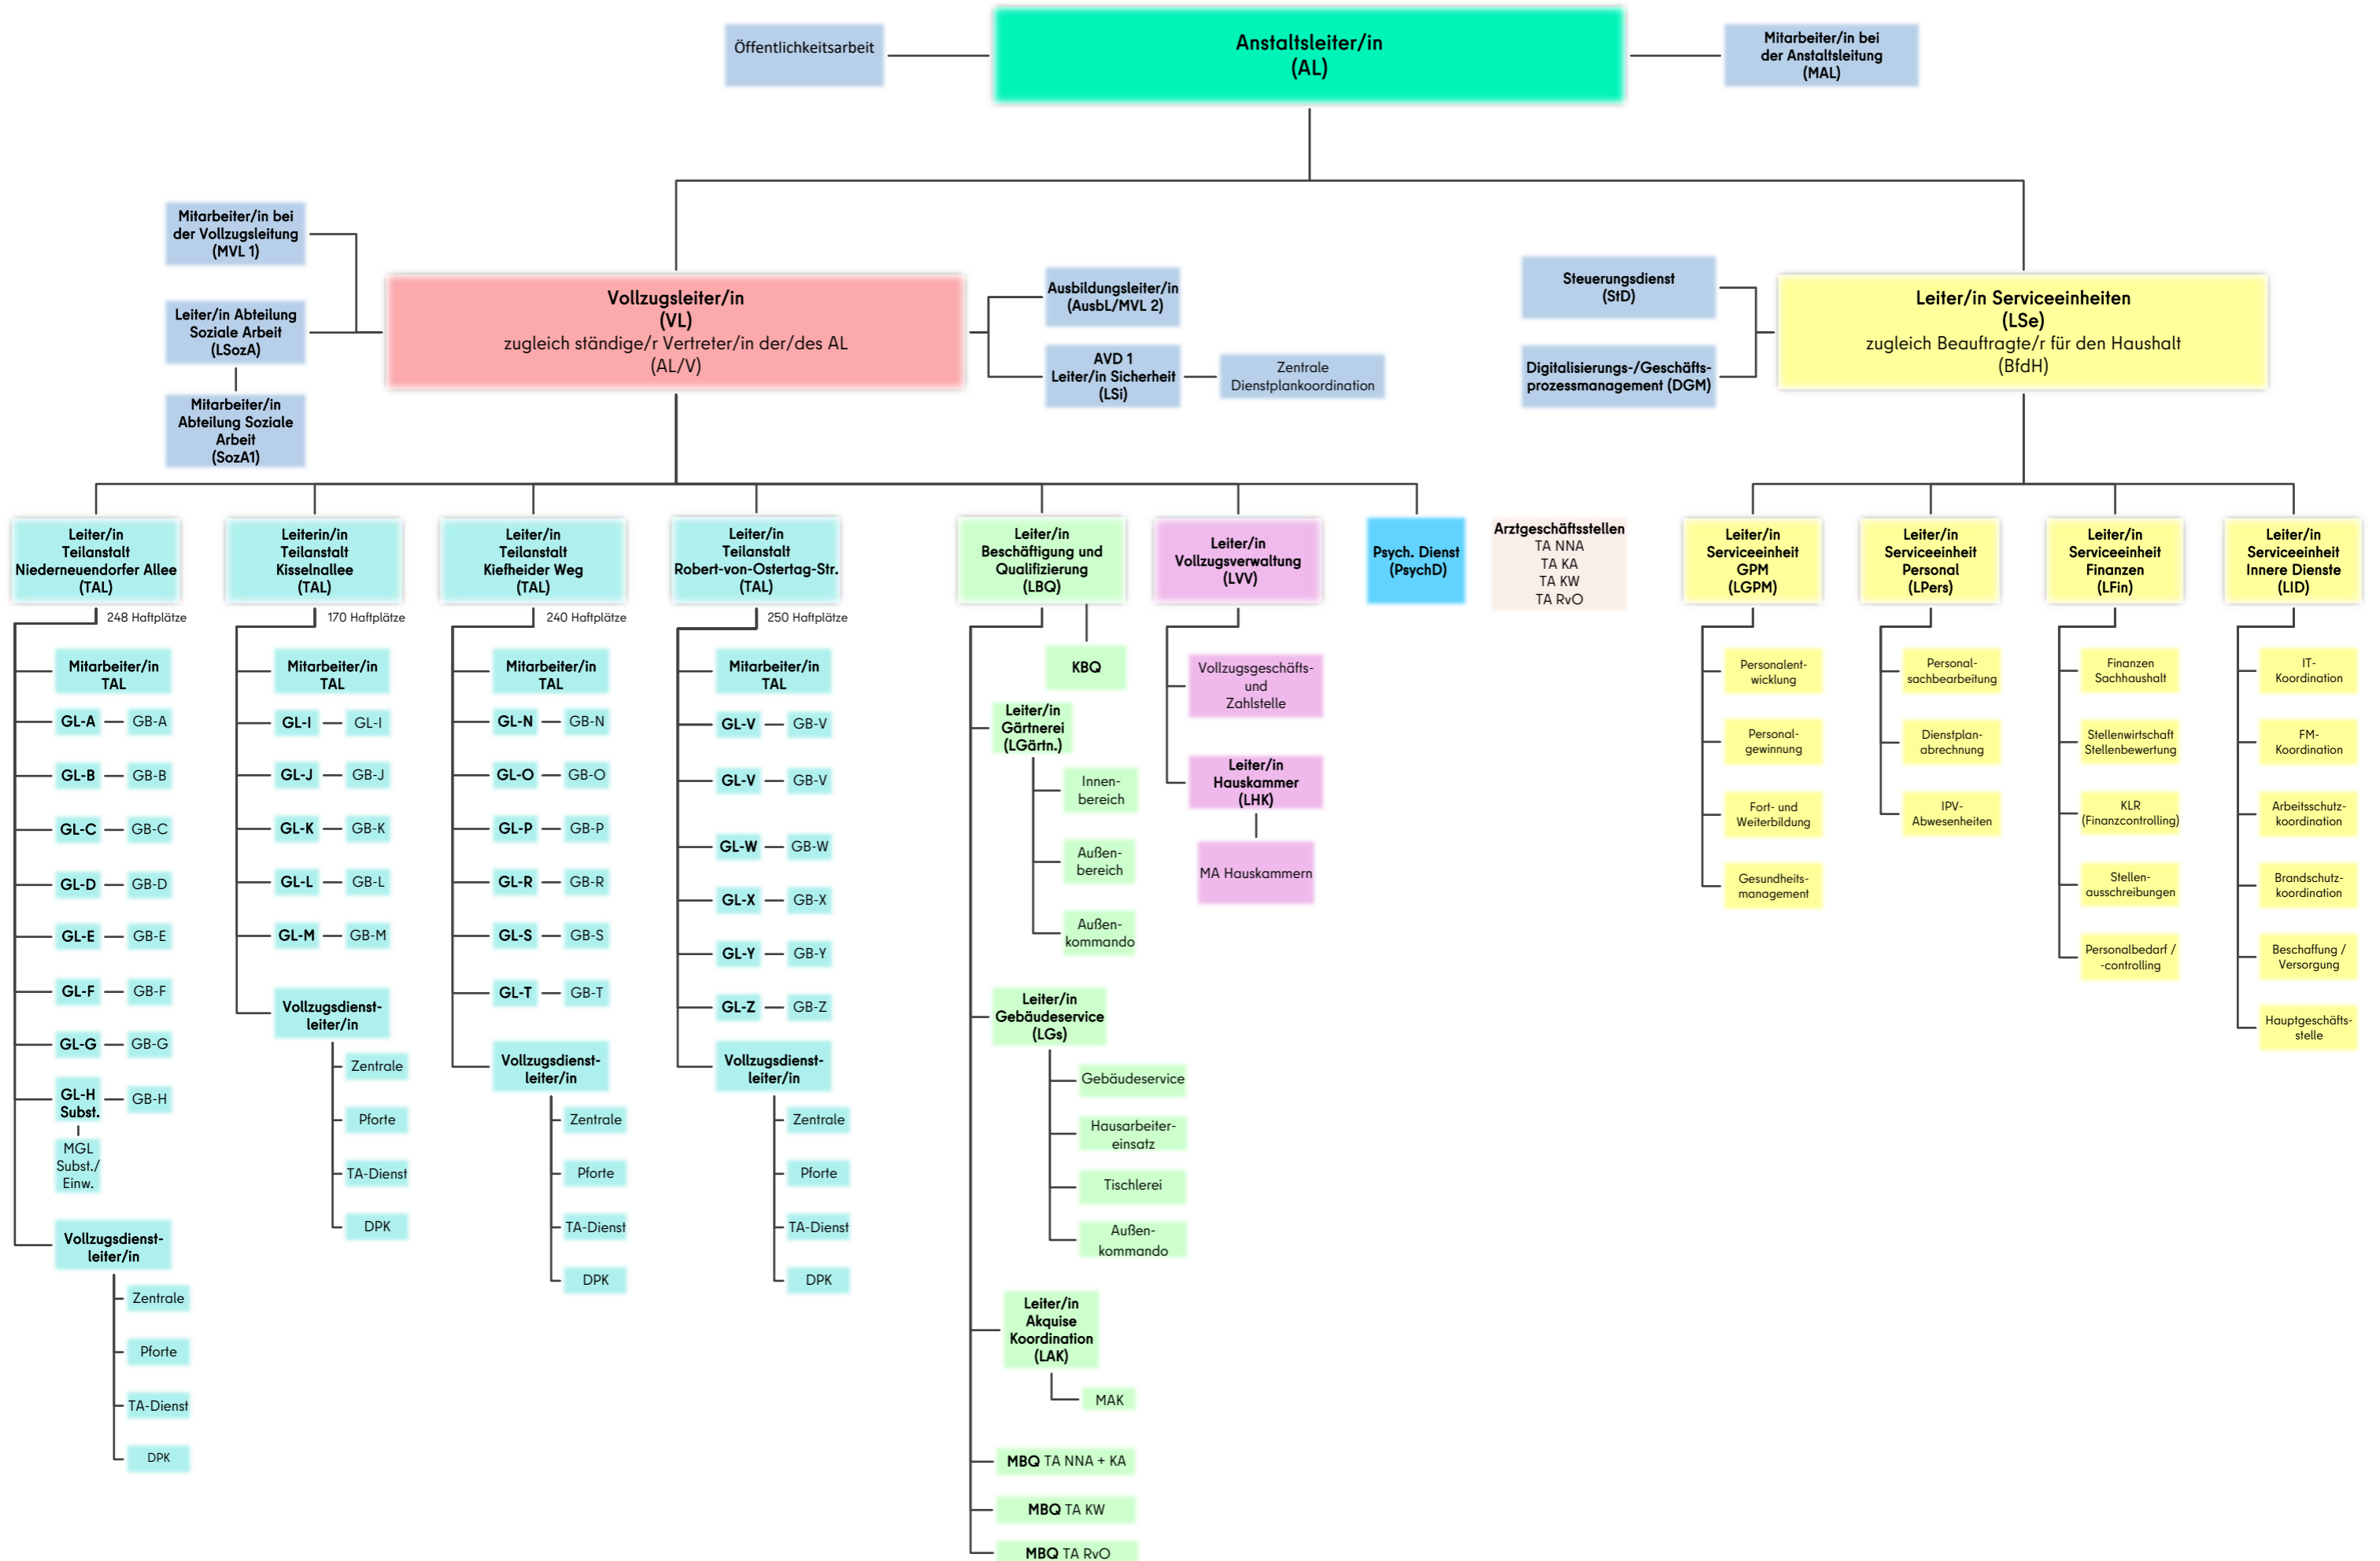 Öffentlichkeitsarbeit
Anstaltsleiter/in
(AL)
Mitarbeiter/in bei
der Anstaltsleitung
(MAL)
Mitarbeiter/in bei
der Vollzugsleitung
(MVL 1)
Leiter/in Abteilung
Soziale Arbeit
(LSozA)
Mitarbeiter/in
Abteilung Soziale
Arbeit
(SozA1)
Vollzugsleiter/in
(VL)
zugleich ständige/r Vertreter/in der/des AL
(AL/V)
Ausbildungsleiter/in
(AusbL/MVL 2)
AVD 1
Leiter/in Sicherheit
(LSi)
Zentrale
Dienstplankoordination
Steuerungsdienst
(StD)
Digitalisierungs-/Geschäfts-
prozessmanagement (DGM)
Leiter/in Serviceeinheiten
(LSe)
zugleich Beauftragte/r für den Haushalt
(BfdH)
Leiter/in
Teilanstalt
Niederneuendorfer Allee
(TAL)
248 Haftplätze
Mitarbeiter/in
TAL
GL-A
GB-A
GL-B
GB-B
GL-C
GB-C
GL-D
GB-D
GL-E
GB-E
GL-F
GB-F
GL-G
GB-G
GL-H
Subst.
GB-H
MGL
Subst./
Einw.
Vollzugsdienst-
leiter/in
Zentrale
Pforte
TA-Dienst
DPK
Leiterin/in
Teilanstalt
Kisselnallee
(TAL)
170 Haftplätze
Mitarbeiter/in
TAL
GL-I
GL-I
GL-J
GB-J
GL-K
GB-K
GL-L
GB-L
GL-M
GB-M
Vollzugsdienst-
leiter/in
Zentrale
Pforte
TA-Dienst
DPK
Leiter/in
Teilanstalt
Kiefheider Weg
(TAL)
240 Haftplätze
Mitarbeiter/in
TAL
GL-N
GB-N
GL-O
GB-O
GL-P
GB-P
GL-R
GB-R
GL-S
GB-S
GL-T
GB-T
Vollzugsdienst-
leiter/in
Zentrale
Pforte
TA-Dienst
DPK
Leiter/in
Teilanstalt
Robert-von-Ostertag-Str.
(TAL)
250 Haftplätze
Mitarbeiter/in
TAL
GL-V
GB-V
GL-V
GB-V
GL-W
GB-W
GL-X
GB-X
GL-Y
GB-Y
GL-Z
GB-Z
Vollzugsdienst-
leiter/in
Zentrale
Pforte
TA-Dienst
DPK
Leiter/in
Beschäftigung und
Qualifizierung
(LBQ)
KBQ
Leiter/in
Gärtnerei
(LGärtn.)
Innen-
bereich
Außen-
bereich
Außen-
kommando
Leiter/in
Gebäudeservice
(LGs)
Gebäudeservice
Hausarbeiter-
einsatz
Tischlerei
Außen-
kommando
Leiter/in
Akquise
Koordination
(LAK)
MAK
MBQ TA NNA + KA
MBQ TA KW
MBQ TA RvO
Leiter/in
Vollzugsverwaltung
(LVV)
Vollzugsgeschäfts-
und
Zahlstelle
Leiter/in
Hauskammer
(LHK)
MA Hauskammern
Psych. Dienst
(PsychD)
Arztgeschäftsstellen
TA NNA
TA KA
TA KW
TA RvO
Leiter/in
Serviceeinheit
GPM
(LGPM)
Personalent-
wicklung
Personal-
gewinnung
Fort- und
Weiterbildung
Gesundheits-
management
Leiter/in
Serviceeinheit
Personal
(LPers)
Personal-
sachbearbeitung
Dienstplan-
abrechnung
IPV-
Abwesenheiten
Leiter/in
Serviceeinheit
Finanzen
(LFin)
Finanzen
Sachhaushalt
Stellenwirtschaft
Stellenbewertung
KLR
(Finanzcontrolling)
Stellen-
ausschreibungen
Personalbedarf /
-controlling
Leiter/in
Serviceeinheit
Innere Dienste
(LID)
IT-
Koordination
FM-
Koordination
Arbeitsschutz-
koordination
Brandschutz-
koordination
Beschaffung /
Versorgung
Hauptgeschäfts-
stelle